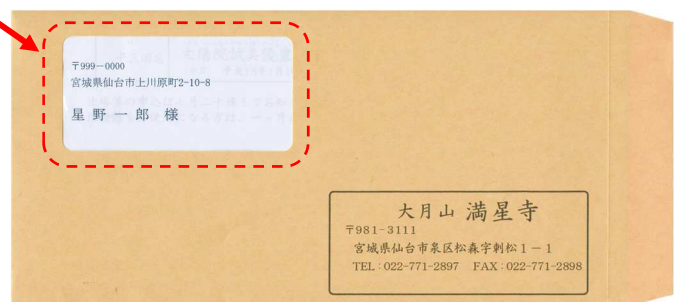 〒999-0000
宮城県仙台市上川原町2-10-8
星野一郎 様
大月山 満星寺
〒981-3111
宮城県仙台市泉区松森字剌松1－1
TEL：022-771-2897 FAX：022-771-2898